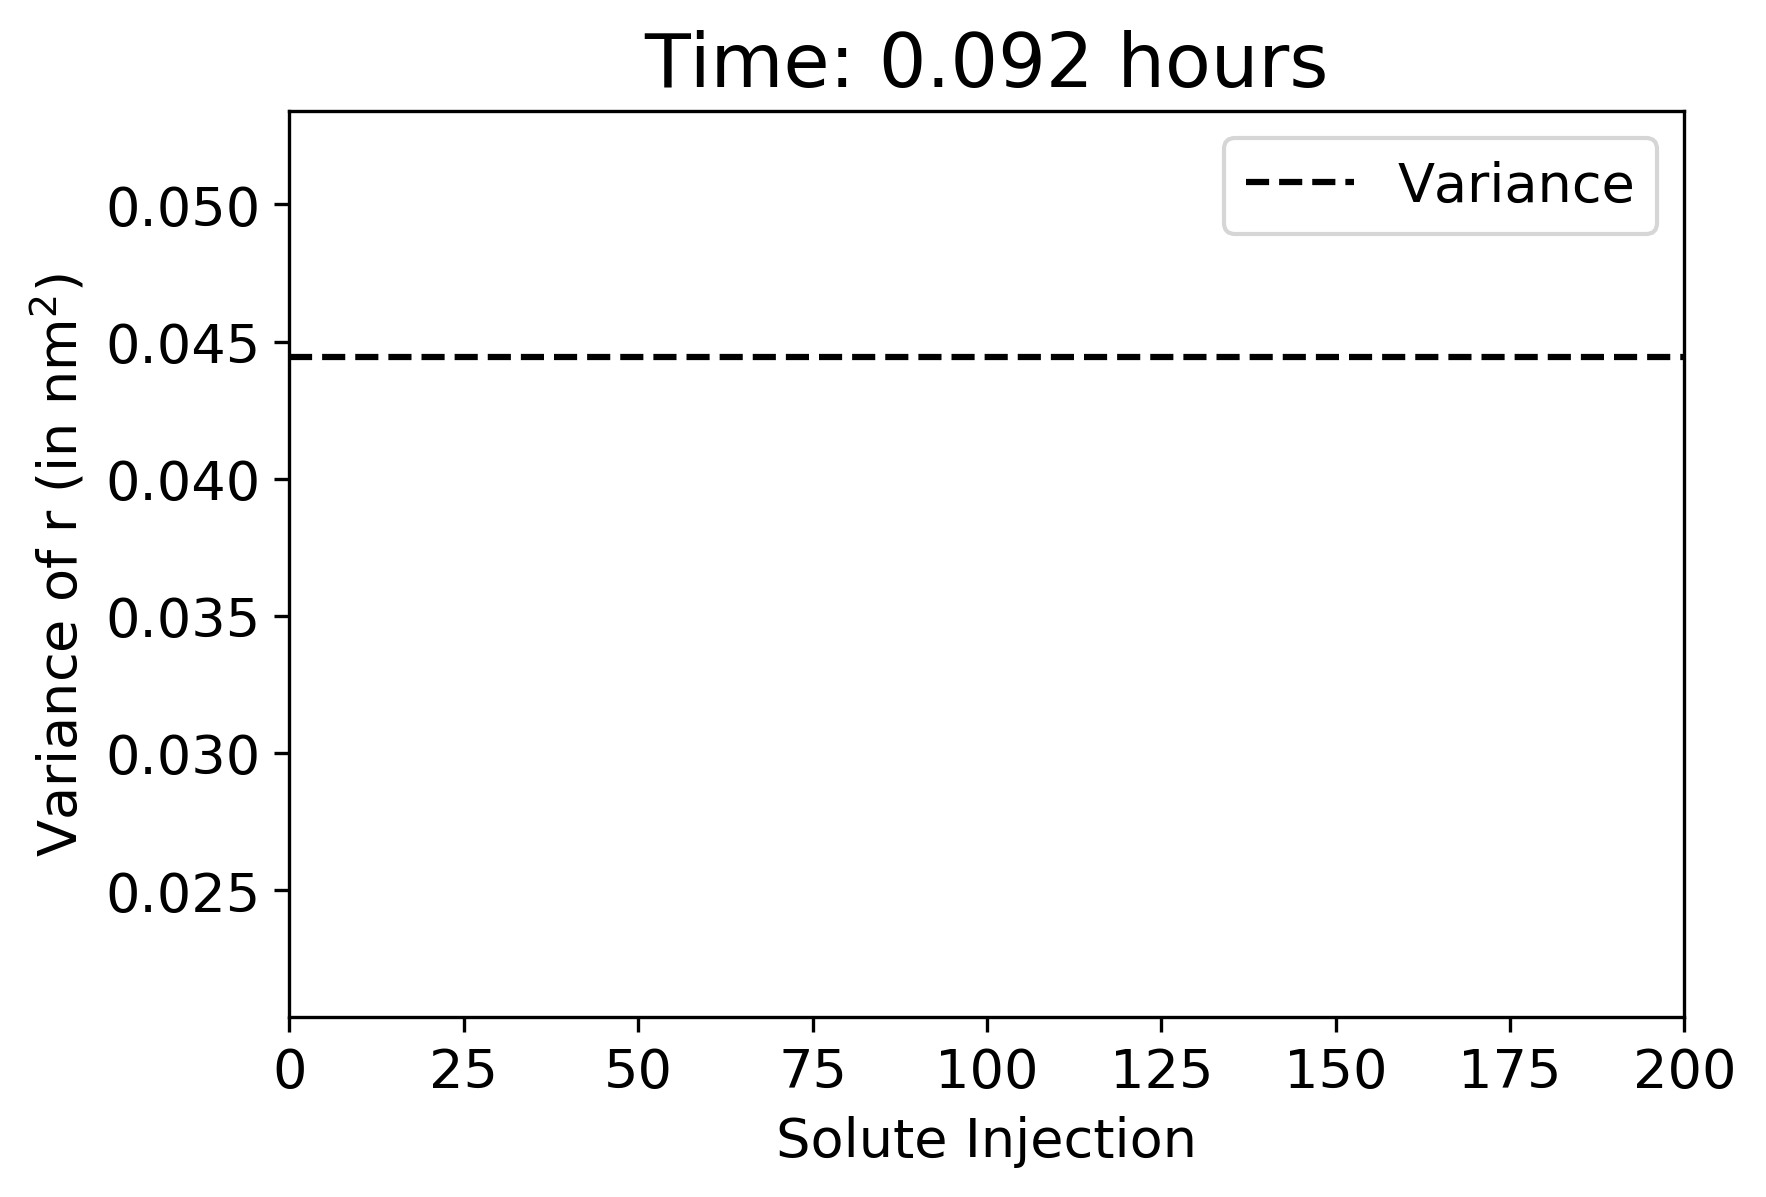 Time: 0.092 hours
Variance
Variance of r (in nm²)
0.050
0.045
0.040
0.035
0.030
0.025
0 25 50 75 100 125 150 175 200
Solute Injection